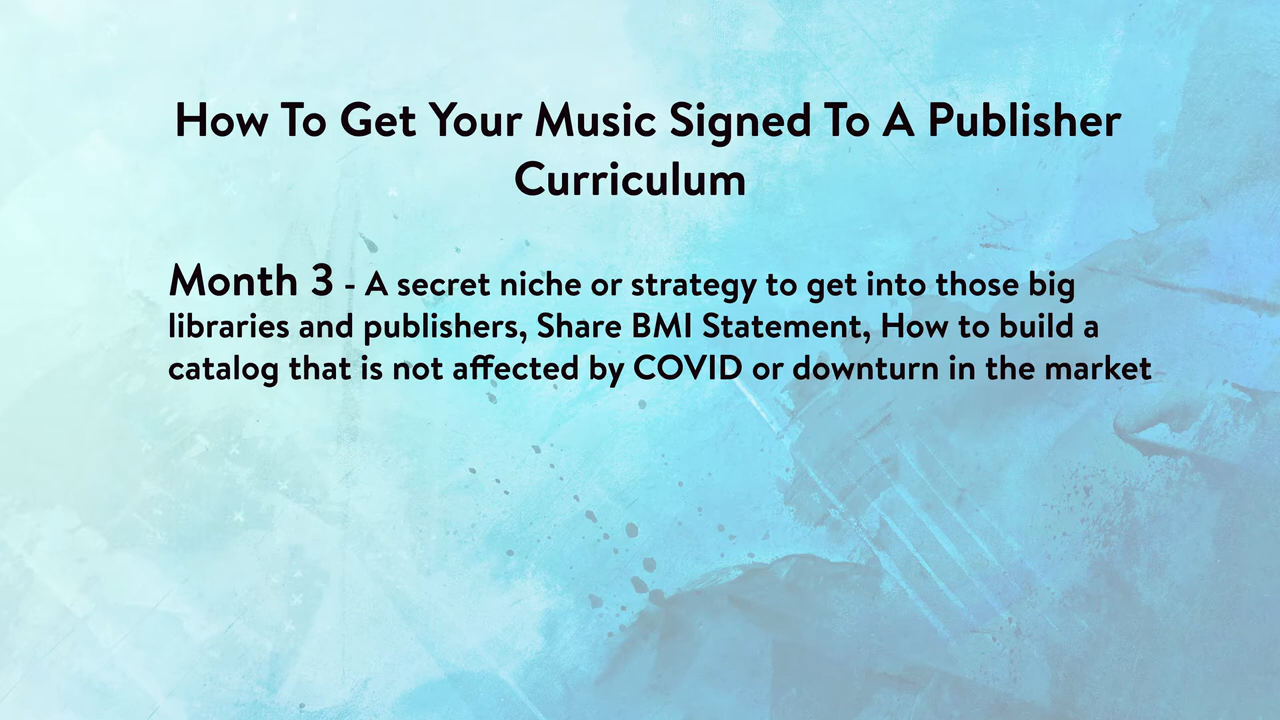 How To Get Your Music Signed To A Publisher
Curriculum
Month 3 - A secret niche or strategy to get into those big
libraries and publishers, Share BMI Statement, How to build a
catalog that is not affected by COVID or downturn in the market